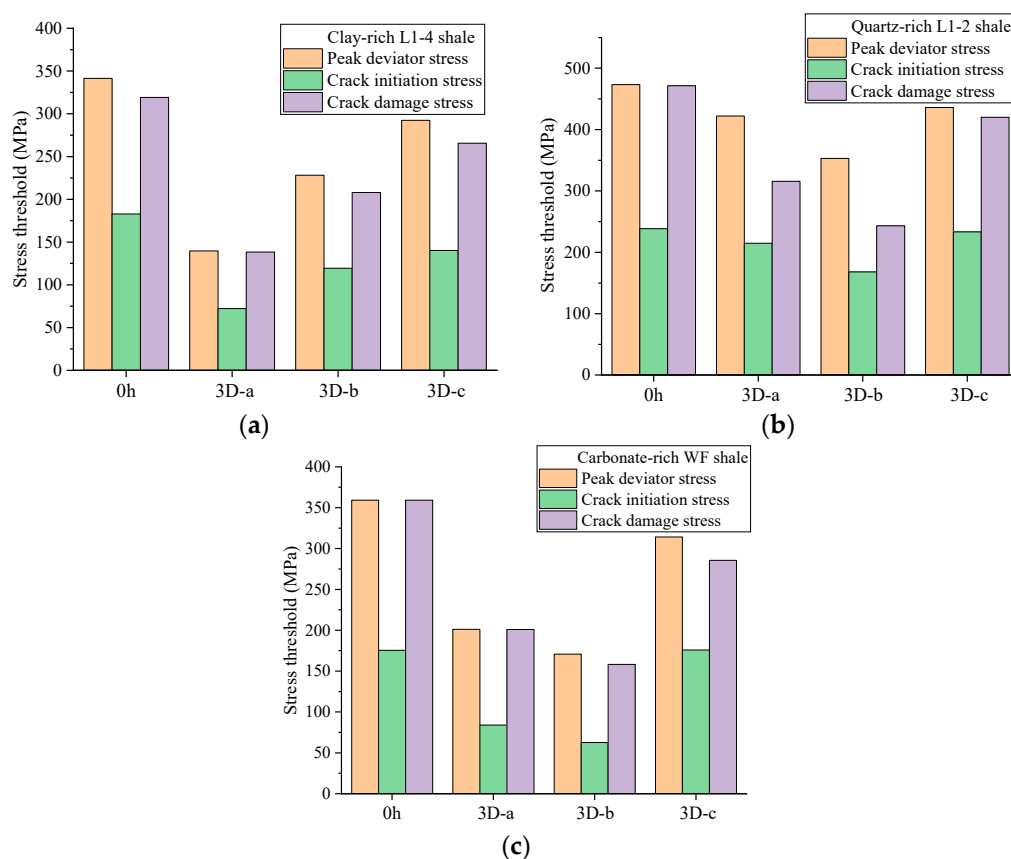 Clay-rich L1-4 shale
Peak deviator stress
Crack initiation stress
Crack damage stress
Stress threshold (MPa)
400
350
300
250
200
150
100
50
0
0h 3D-a 3D-b 3D-c
(a)
Quartz-rich L1-2 shale
Peak deviator stress
Crack initiation stress
Crack damage stress
Stress threshold (MPa)
500
400
300
200
100
0
0h 3D-a 3D-b 3D-c
(b)
Carbonate-rich WF shale
Peak deviator stress
Crack initiation stress
Crack damage stress
Stress threshold (MPa)
400
350
300
250
200
150
100
50
0
0h 3D-a 3D-b 3D-c
(c)